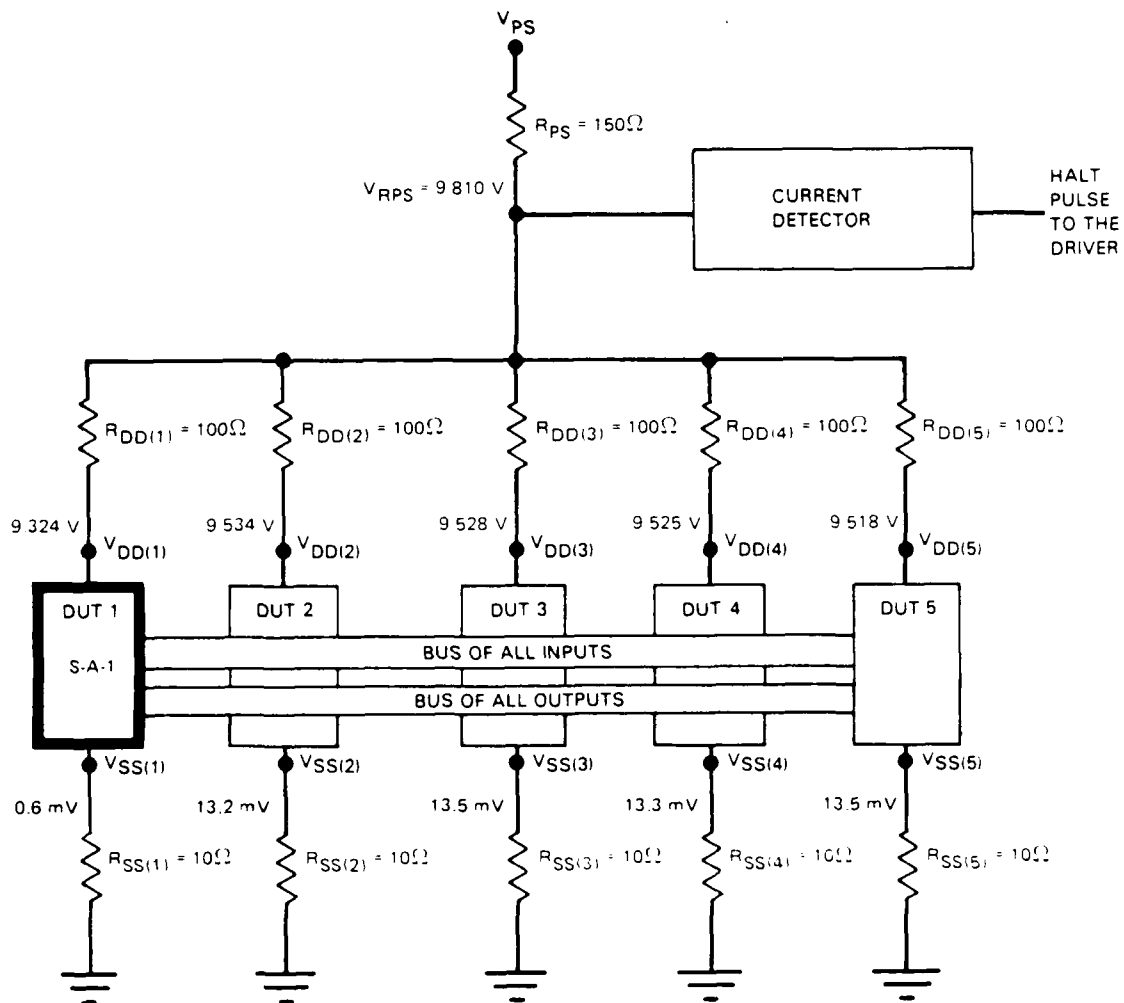 VPS
RPS = 150Ω
VRPS = 9 810 V
CURRENT
DETECTOR
HALT
PULSE
TO THE
DRIVER
RDD(1) = 100Ω
RDD(2) = 100Ω
RDD(3) = 100Ω
RDD(4) = 100Ω
RDD(5) = 100Ω
9 324 V
9 534 V
9 528 V
9 525 V
9 518 V
VDD(1)
VDD(2)
VDD(3)
VDD(4)
VDD(5)
DUT 1
DUT 2
DUT 3
DUT 4
DUT 5
S-A-1
BUS OF ALL INPUTS
BUS OF ALL OUTPUTS
VSS(1)
VSS(2)
VSS(3)
VSS(4)
VSS(5)
0.6 mV
13.2 mV
13.5 mV
13.3 mV
13.5 mV
RSS(1) = 10Ω
RSS(2) = 10Ω
RSS(3) = 10Ω
RSS(4) = 10Ω
RSS(5) = 10Ω